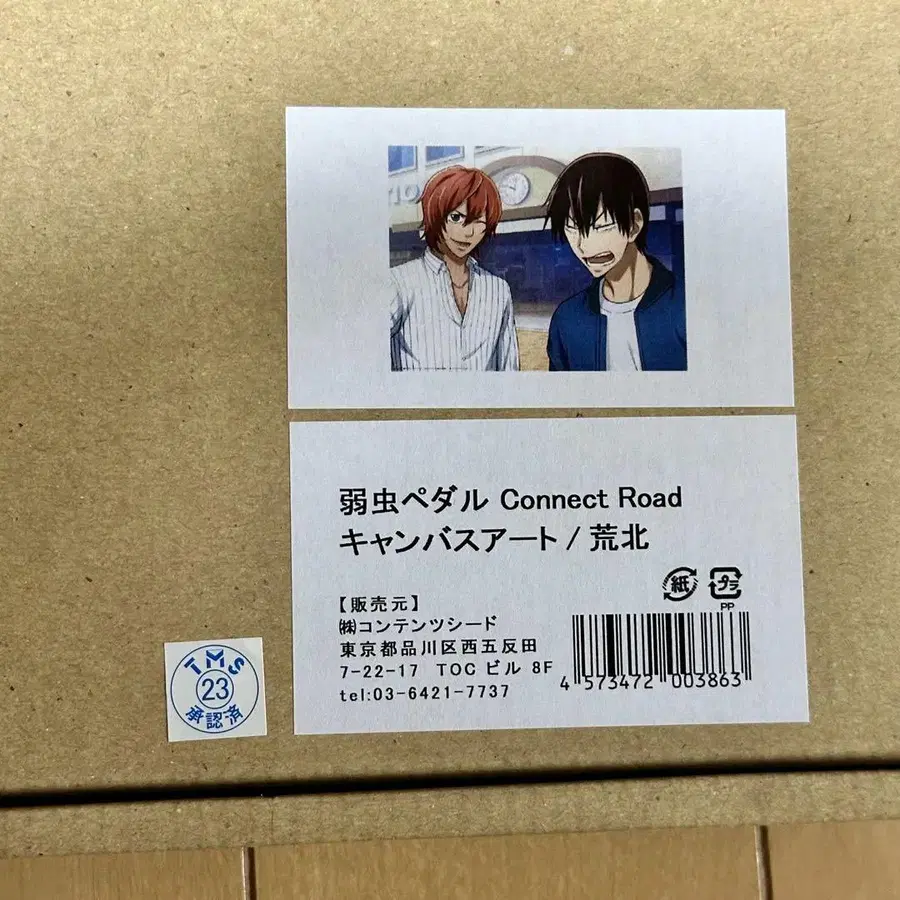 弱虫ペダル Connect Road
キャンバスアート / 荒北
紙
プラ
PP
【販売元】
㈱コンテンツシード
東京都品川区西五反田
7-22-17 TOC ビル 8F
tel:03-6421-7737
4 573472 003863
TMS
23
承認済